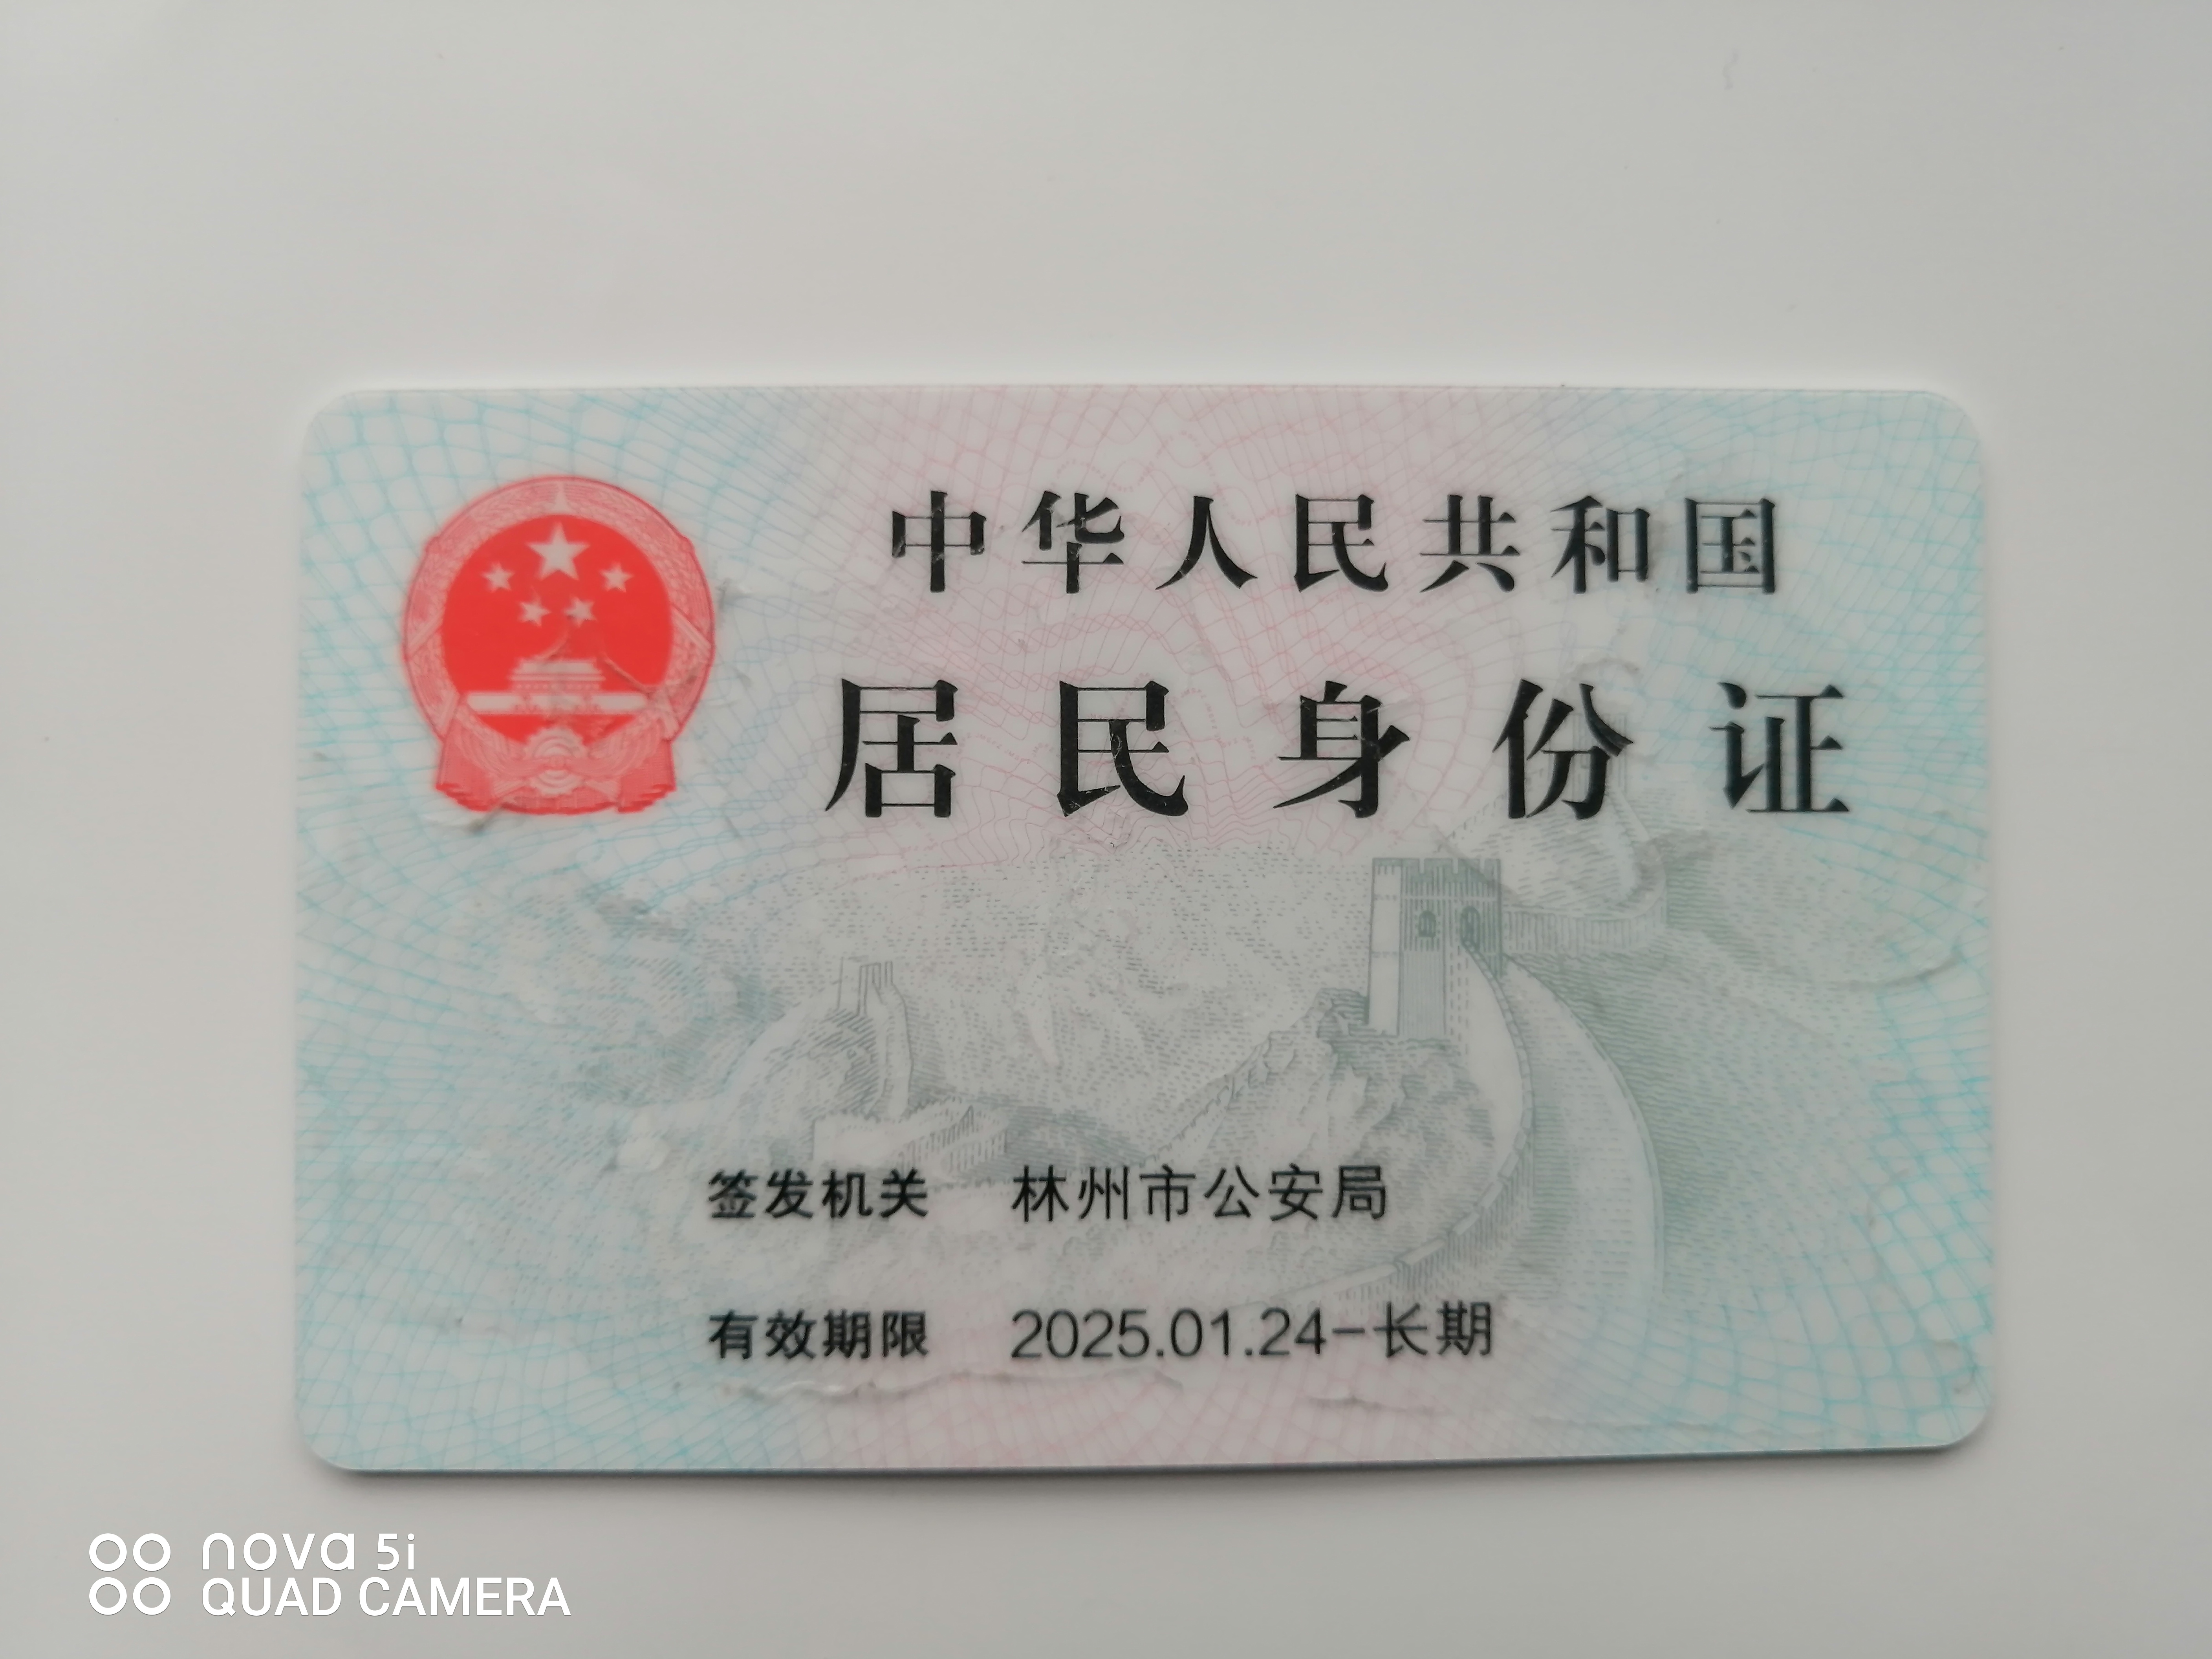 中华人民共和国
居民身份证
签发机关 林州市公安局
有效期限 2025.01.24-长期
nova 5i
QUAD CAMERA